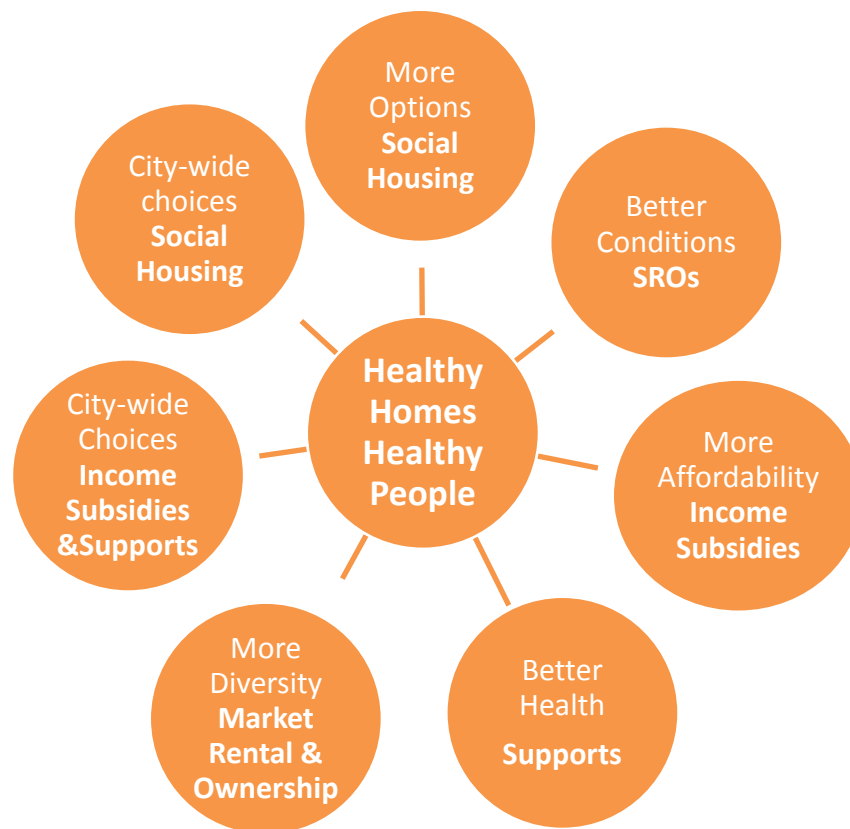 More
Options
Social
Housing
City-wide
choices
Social
Housing
Better
Conditions
SROs
Healthy
Homes
Healthy
People
City-wide
Choices
Income
Subsidies
&Supports
More
Affordability
Income
Subsidies
More
Diversity
Market
Rental &
Ownership
Better
Health
Supports